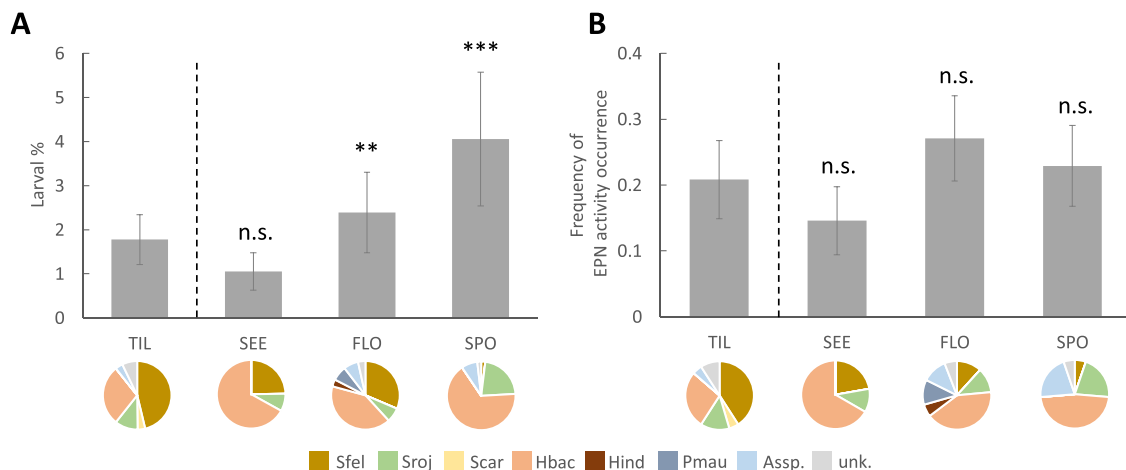 A
B
6
5
4
3
2
1
0
Larval %
n.s.
**
***
TIL
SEE
FLO
SPO
0.4
0.3
0.2
0.1
0
Frequency of
EPN activity occurrence
n.s.
n.s.
n.s.
TIL
SEE
FLO
SPO
Sfel Sroj Scar Hbac Hind Pmau Assp. unk.